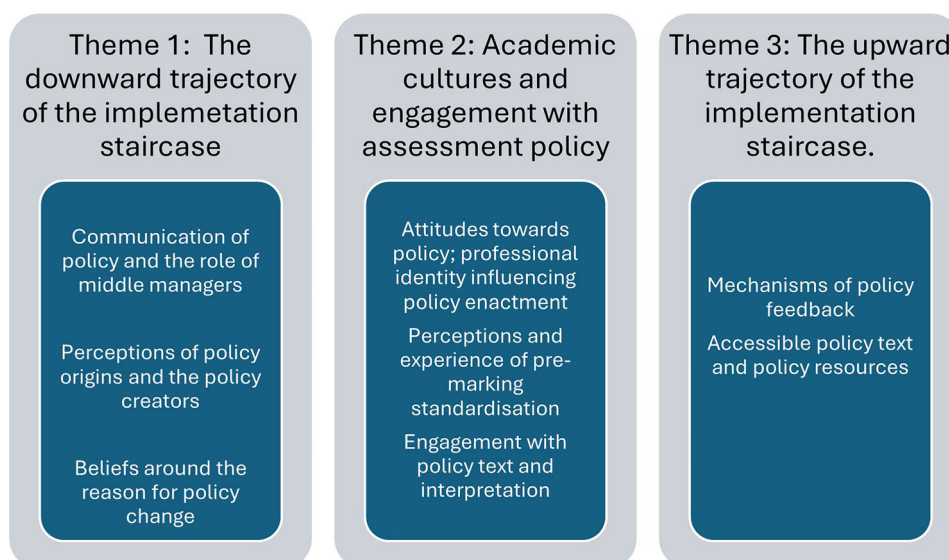 Theme 1: The
downward trajectory
of the implemetation
staircase
Communication of
policy and the role of
middle managers
Perceptions of policy
origins and the policy
creators
Beliefs around the
reason for policy
change
Theme 2: Academic
cultures and
engagement with
assessment policy
Attitudes towards
policy; professional
identity influencing
policy enactment
Perceptions and
experience of pre-
marking
standardisation
Engagement with
policy text and
interpretation
Theme 3: The upward
trajectory of the
implementation
staircase.
Mechanisms of policy
feedback
Accessible policy text
and policy resources